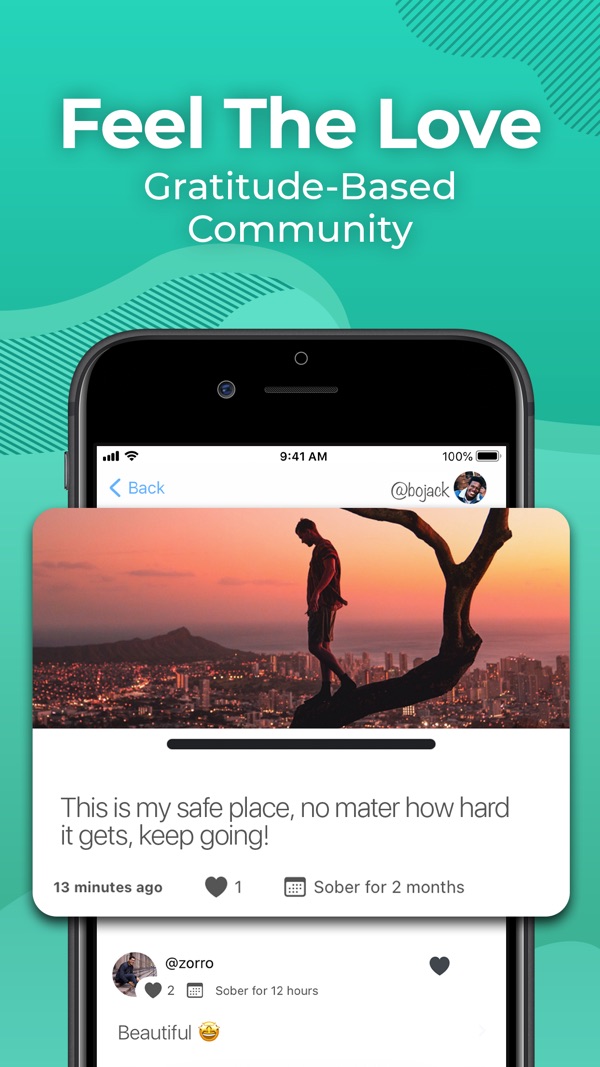 Feel The Love
Gratitude-Based
Community
9:41 AM
100%
Back
@bojack
This is my safe place, no mater how hard
it gets, keep going!
13 minutes ago
1
Sober for 2 months
@zorro
2
Sober for 12 hours
Beautiful 🤩